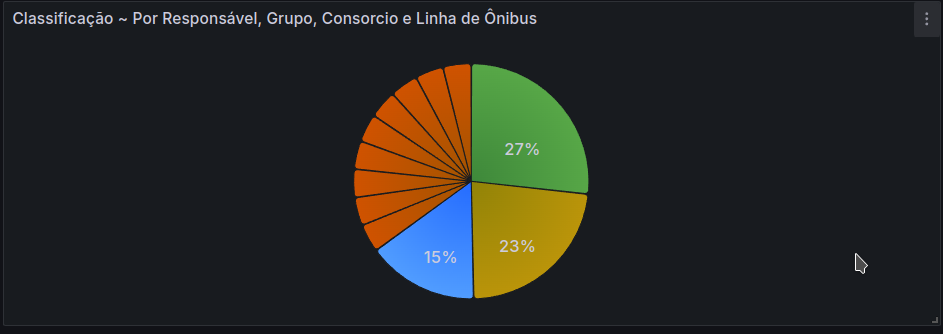 Classificação ~ Por Responsável, Grupo, Consorcio e Linha de Ônibus
27%
23%
15%